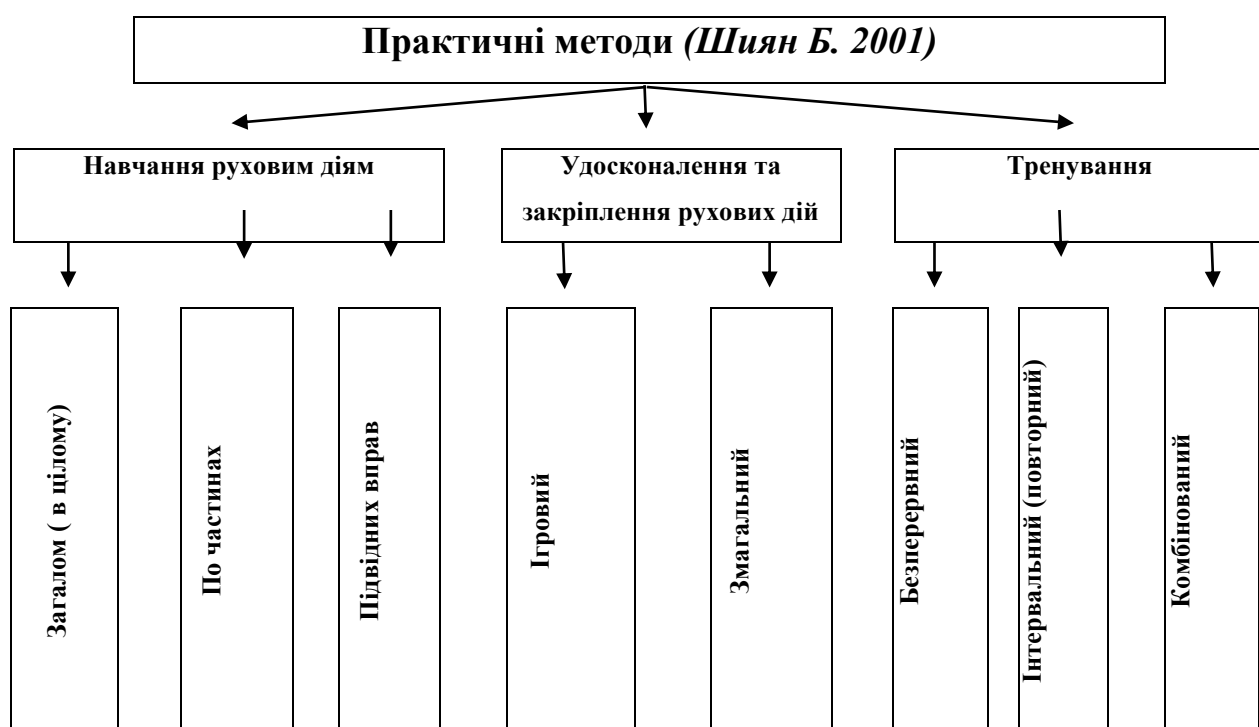 Практичні методи (Шиян Б. 2001)
Навчання руховим діям
Удосконалення та
закріплення рухових дій
Тренування
Загалом ( в цілому)
По частинах
Підвідних вправ
Ігровий
Змагальний
Безперервний
Інтервальний (повторний)
Комбінований